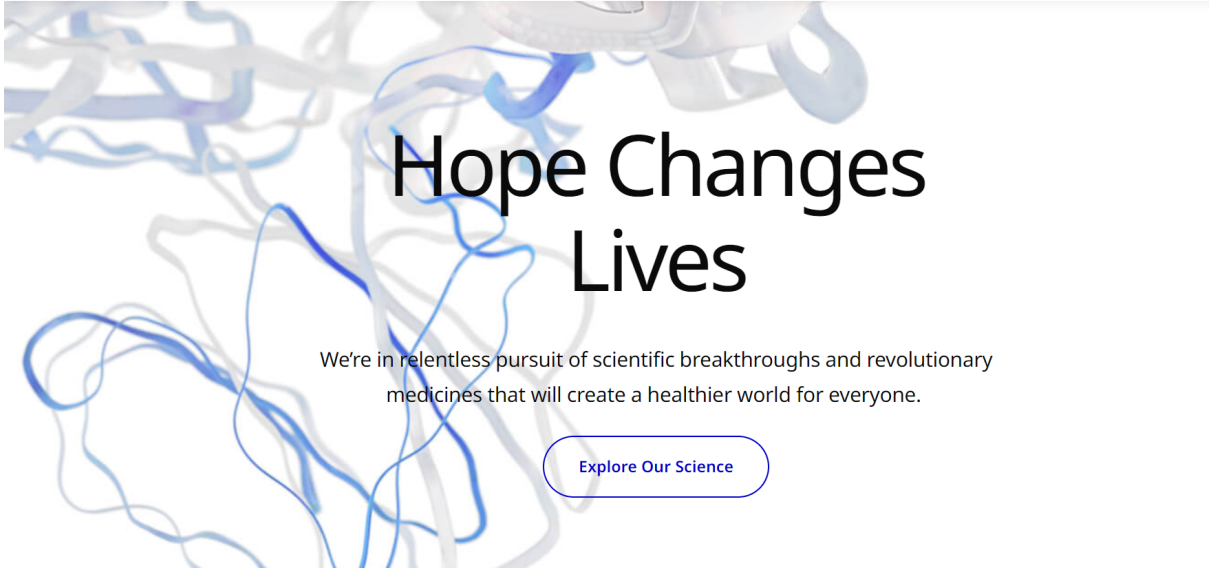 Hope Changes
Lives
We’re in relentless pursuit of scientific breakthroughs and revolutionary
medicines that will create a healthier world for everyone.
Explore Our Science